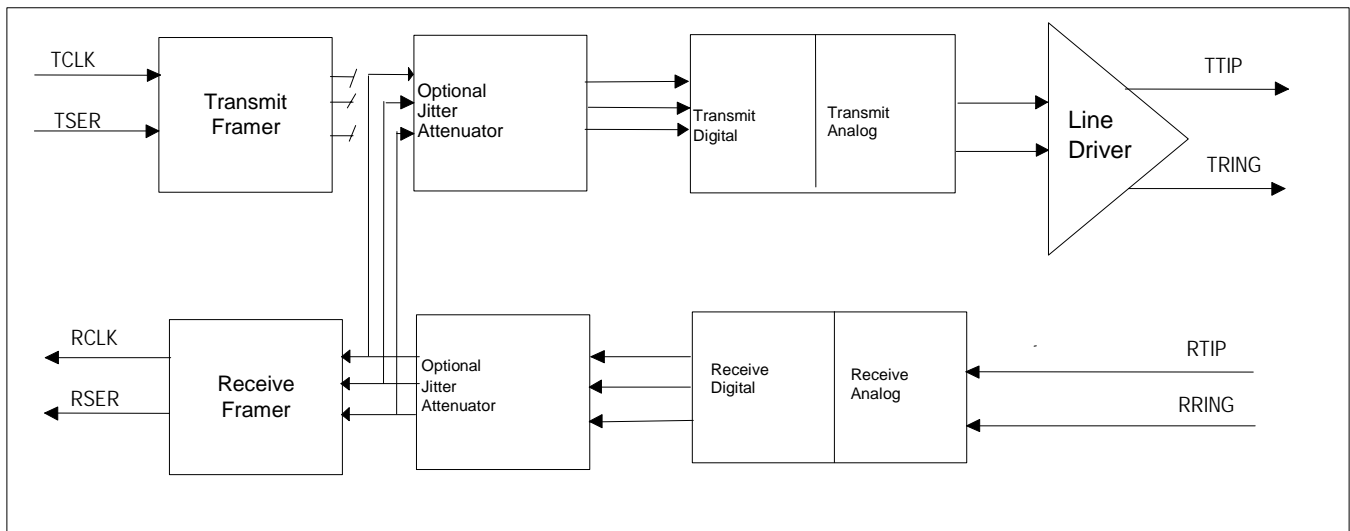 TCLK
TSER
Transmit
Framer
Optional
Jitter
Attenuator
Transmit
Digital
Transmit
Analog
Line
Driver
TTIP
TRING
RCLK
RSER
Receive
Framer
Optional
Jitter
Attenuator
Receive
Digital
Receive
Analog
RTIP
RRING